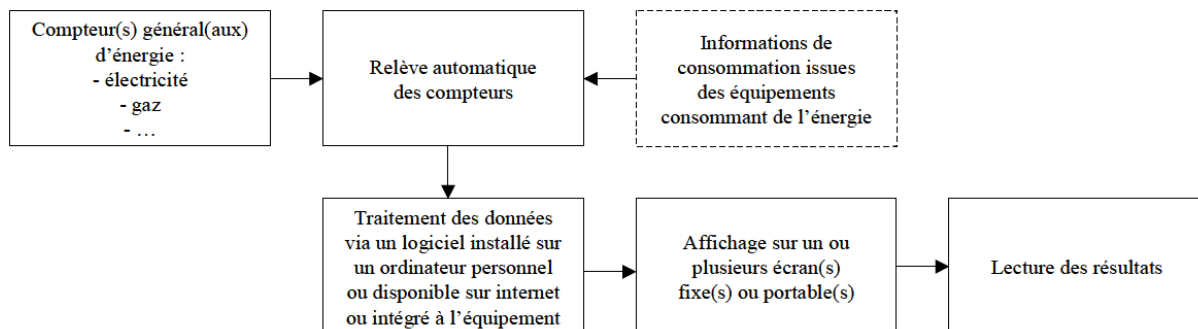 Compteur(s) général(aux)
d’énergie :
- électricité
- gaz
- …
Relève automatique
des compteurs
Informations de
consommation issues
des équipements
consommant de l’énergie
Traitement des données
via un logiciel installé sur
un ordinateur personnel
ou disponible sur internet
ou intégré à l’équipement
Affichage sur un ou
plusieurs écran(s)
fixe(s) ou portable(s)
Lecture des résultats